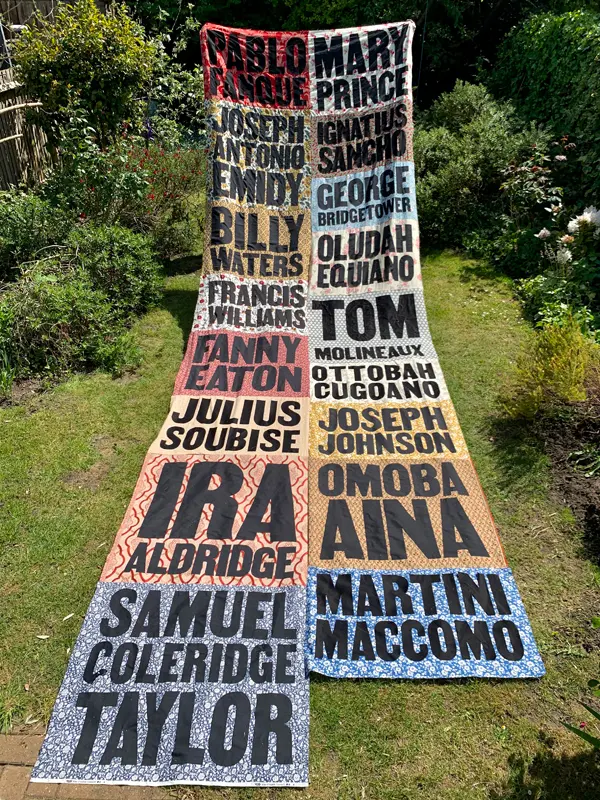 PABLO
FANQUE
JOSEPH
ANTONIO
EMIDY
BILLY
WATERS
FRANCIS
WILLIAMS
FANNY
EATON
JULIUS
SOUBISE
IRA
ALDRIDGE
SAMUEL
COLERIDGE
TAYLOR
MARY
PRINCE
IGNATIUS
SANCHO
GEORGE
BRIDGETOWER
OLUDAH
EQUIANO
TOM
MOLINEAUX
OTTOBAH
CUGOANO
JOSEPH
JOHNSON
OMOBA
AINA
MARTINI
MACCOMO